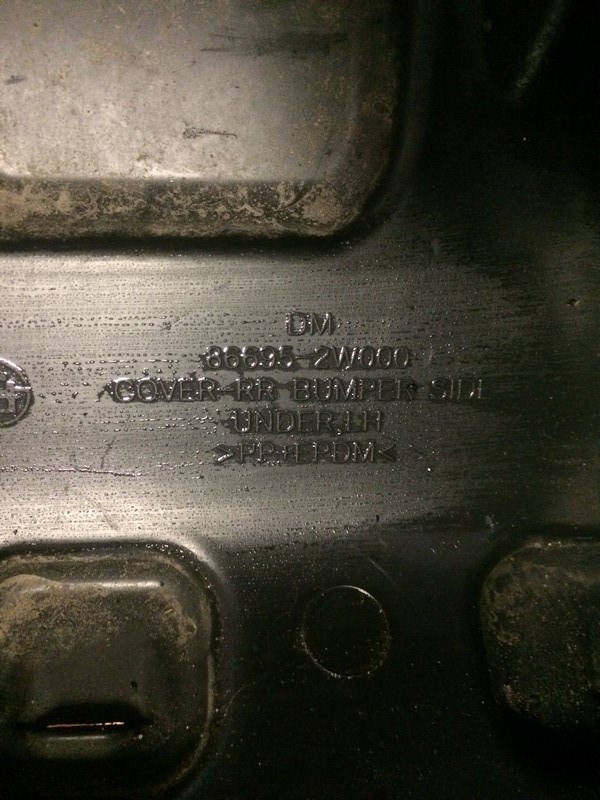 DM
86695-2W000
COVER-RR BUMPER SIDE
UNDER,LH
>PP+EPDM<